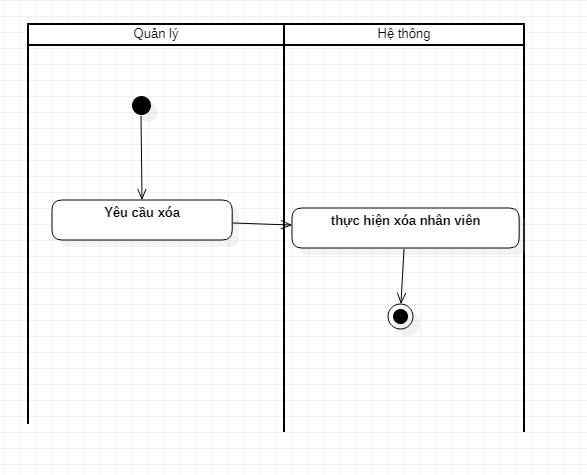 Quản lý
Hệ thông
Yêu cầu xóa
thực hiện xóa nhân viên